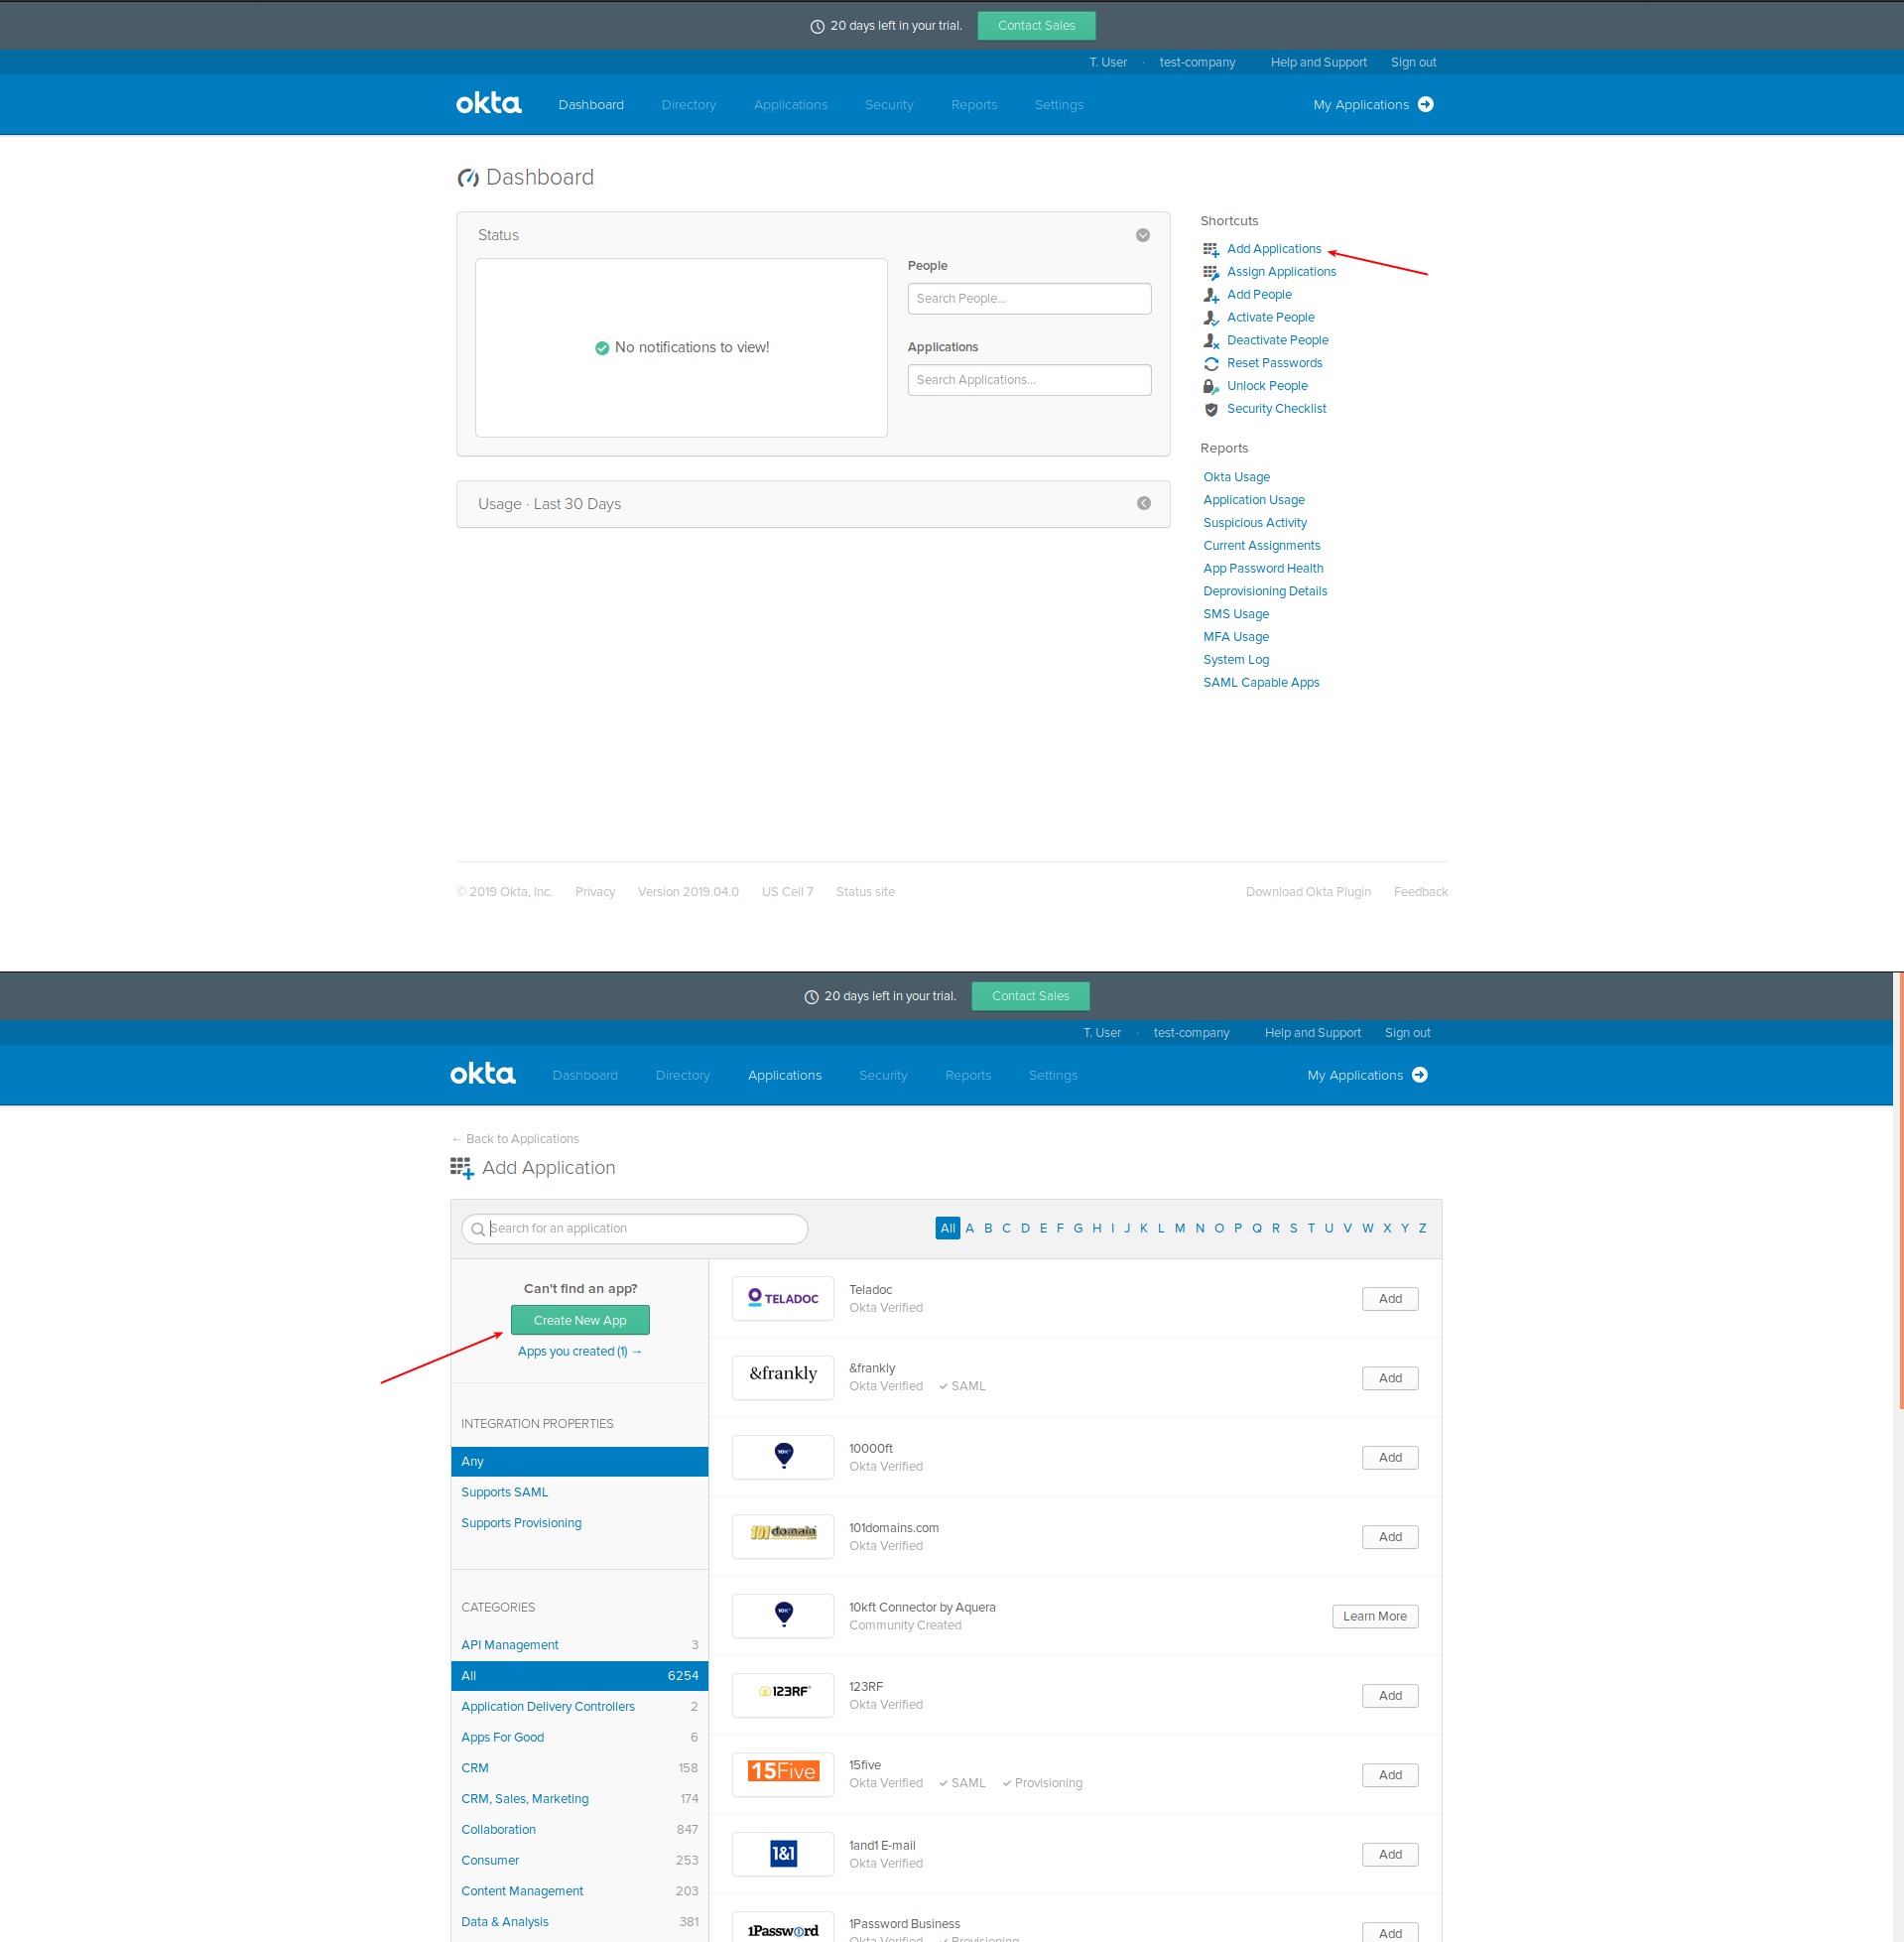 20 days left in your trial. Contact Sales
T. User · test-company Help and Support Sign out
okta Dashboard Directory Applications Security Reports Settings My Applications
Dashboard
Status
People
Search People...
No notifications to view!
Applications
Search Applications...
Usage · Last 30 Days
Shortcuts
Add Applications
Assign Applications
Add People
Activate People
Deactivate People
Reset Passwords
Unlock People
Security Checklist
Reports
Okta Usage
Application Usage
Suspicious Activity
Current Assignments
App Password Health
Deprovisioning Details
SMS Usage
MFA Usage
System Log
SAML Capable Apps
© 2019 Okta, Inc. Privacy Version 2019.04.0 US Cell 7 Status site Download Okta Plugin Feedback
20 days left in your trial. Contact Sales
T. User · test-company Help and Support Sign out
okta Dashboard Directory Applications Security Reports Settings My Applications
← Back to Applications
Add Application
Search for an application
All A B C D E F G H I J K L M N O P Q R S T U V W X Y Z
Can't find an app?
Create New App
Apps you created (1) →
INTEGRATION PROPERTIES
Any
Supports SAML
Supports Provisioning
CATEGORIES
API Management 3
All 6254
Application Delivery Controllers 2
Apps For Good 6
CRM 158
CRM, Sales, Marketing 174
Collaboration 847
Consumer 253
Content Management 203
Data & Analysis 381
TELADOC Teladoc Add
Okta Verified
&frankly &frankly Add
Okta Verified ✓ SAML
10K 10000ft Add
Okta Verified
101domain 101domains.com Add
Okta Verified
10K 10kft Connector by Aquera Learn More
Community Created
123RF 123RF Add
Okta Verified
15Five 15five Add
Okta Verified ✓ SAML ✓ Provisioning
1&1 1and1 E-mail Add
Okta Verified
1Password 1Password Business Add
Okta Verified ✓ Provisioning